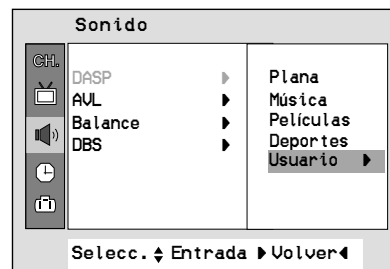 Sonido
CH.
DASP
AVL
Balance
DBS
Plana
Música
Películas
Deportes
Usuario
Selecc. Entrada Volver